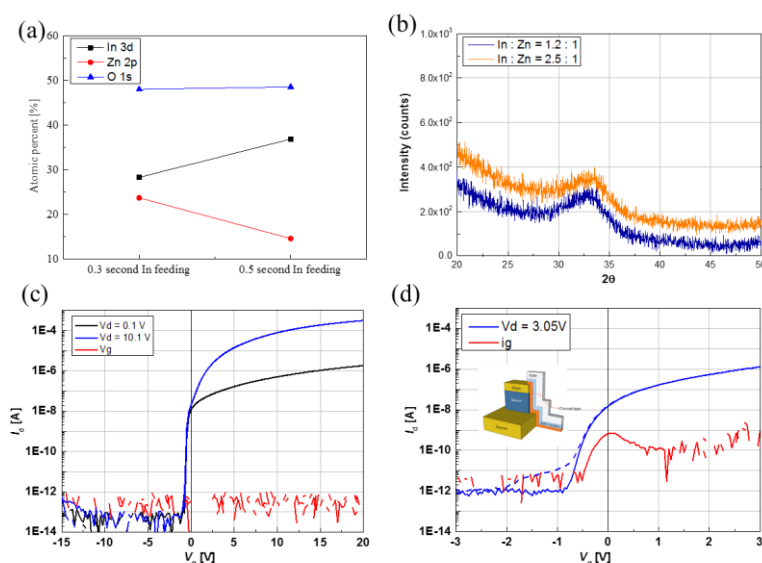 (a)
In 3d
Zn 2p
O 1s
Atomic percent [%]
60
50
40
30
20
10
0.3 second In feeding
0.5 second In feeding
(b)
In : Zn = 1.2 : 1
In : Zn = 2.5 : 1
Intensity (counts)
1.0x10³
8.0x10²
6.0x10²
4.0x10²
2.0x10²
0.0
20 25 30 35 40 45 50
2θ
(c)
Vd = 0.1 V
Vd = 10.1 V
Vg
I_d [A]
1E-4
1E-6
1E-8
1E-10
1E-12
1E-14
-15 -10 -5 0 5 10 15 20
V_g [V]
(d)
Vd = 3.05V
ig
I_d [A]
1E-4
1E-6
1E-8
1E-10
1E-12
1E-14
-3 -2 -1 0 1 2 3
V_g [V]